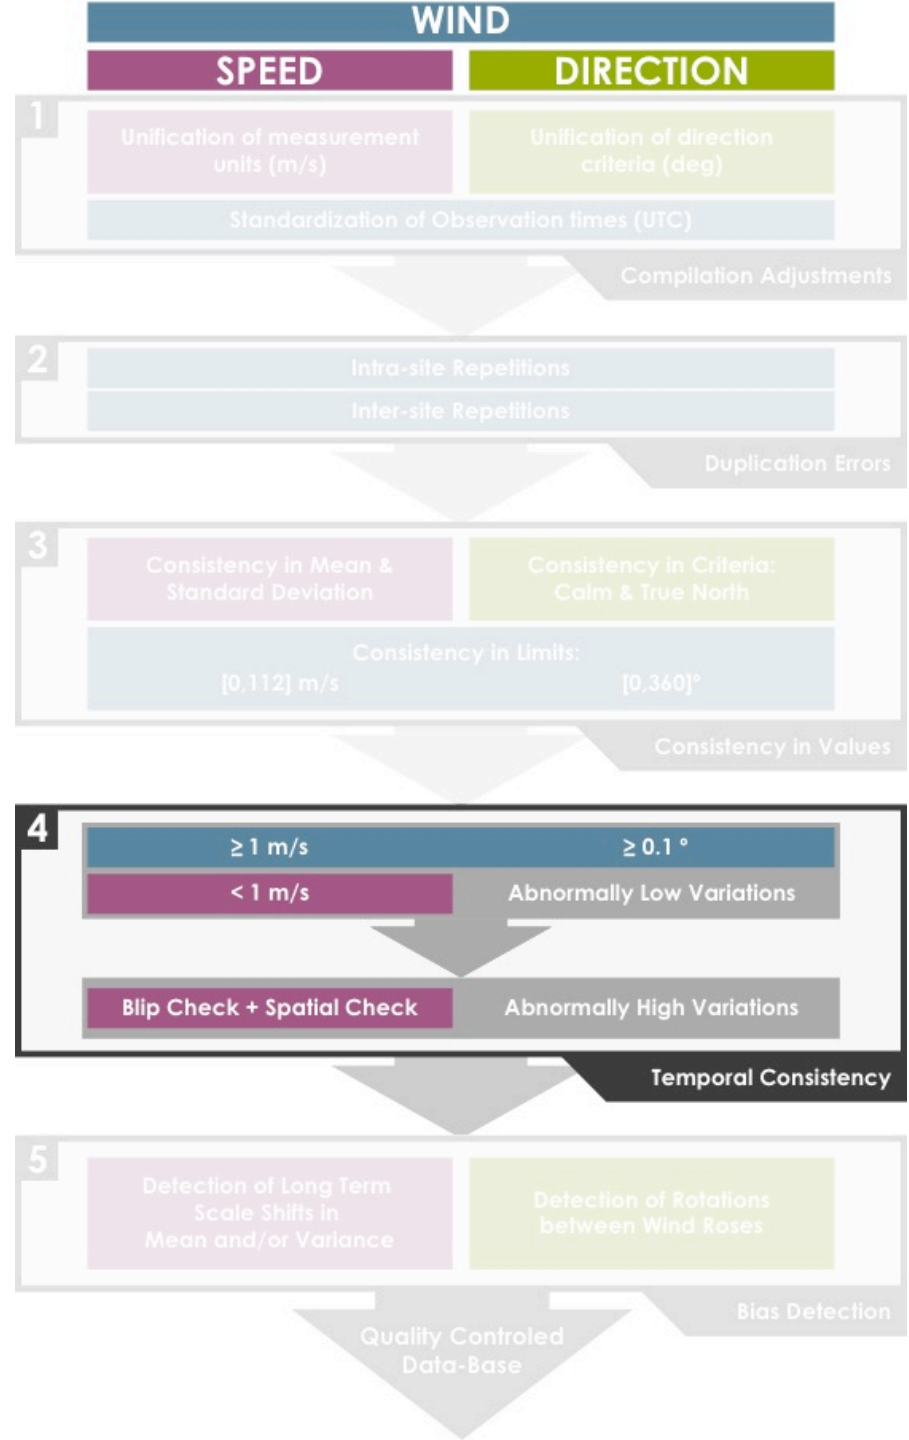 WIND
SPEED
DIRECTION
1
Unification of measurement
units (m/s)
Unification of direction
criteria (deg)
Standardization of Observation times (UTC)
Compilation Adjustments
2
Intra-site Repetitions
Inter-site Repetitions
Duplication Errors
3
Consistency in Mean &
Standard Deviation
Consistency in Criteria:
Calm & True North
Consistency in Limits:
[0,112] m/s
[0,360]º
Consistency in Values
4
≥ 1 m/s
≥ 0.1 º
< 1 m/s
Abnormally Low Variations
Blip Check + Spatial Check
Abnormally High Variations
Temporal Consistency
5
Detection of Long Term
Scale Shifts in
Mean and/or Variance
Detection of Rotations
between Wind Roses
Bias Detection
Quality Controled
Data-Base